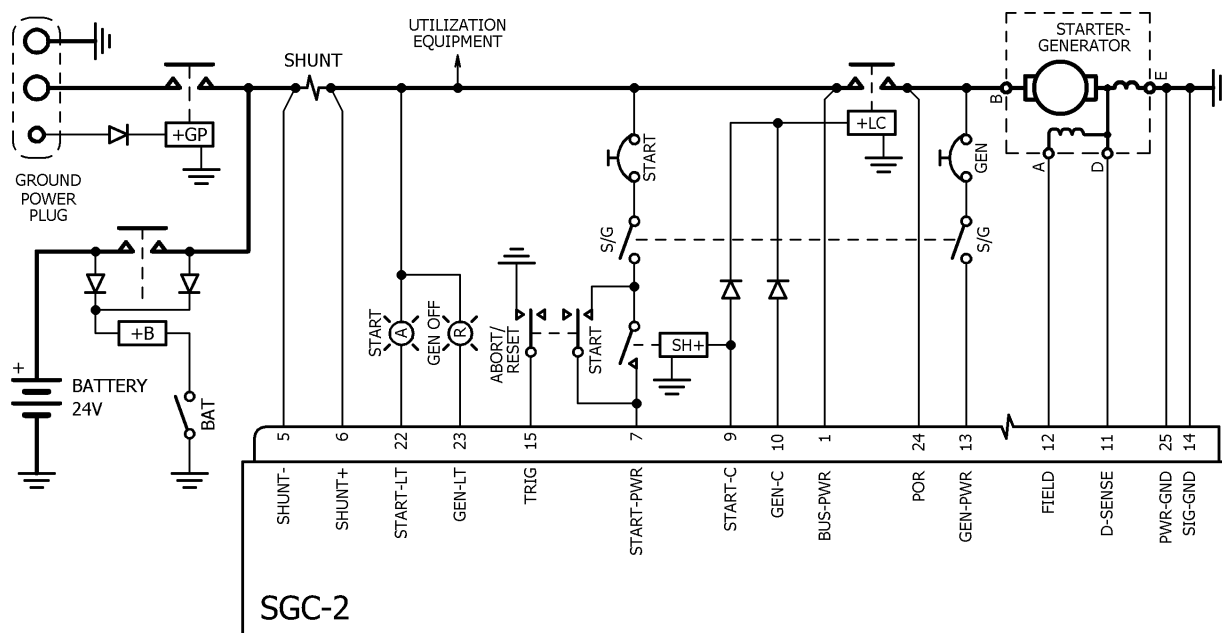 UTILIZATION
EQUIPMENT
STARTER-
GENERATOR
SHUNT
B
E
+GP
+LC
START
GEN
A
D
GROUND
POWER
PLUG
S/G
S/G
START
A
GEN OFF
R
ABORT/
RESET
START
SH+
+B
+
BATTERY
24V
BAT
5
6
22
23
15
7
9
10
1
24
13
12
11
25
14
SHUNT-
SHUNT+
START-LT
GEN-LT
TRIG
START-PWR
START-C
GEN-C
BUS-PWR
POR
GEN-PWR
FIELD
D-SENSE
PWR-GND
SIG-GND
SGC-2